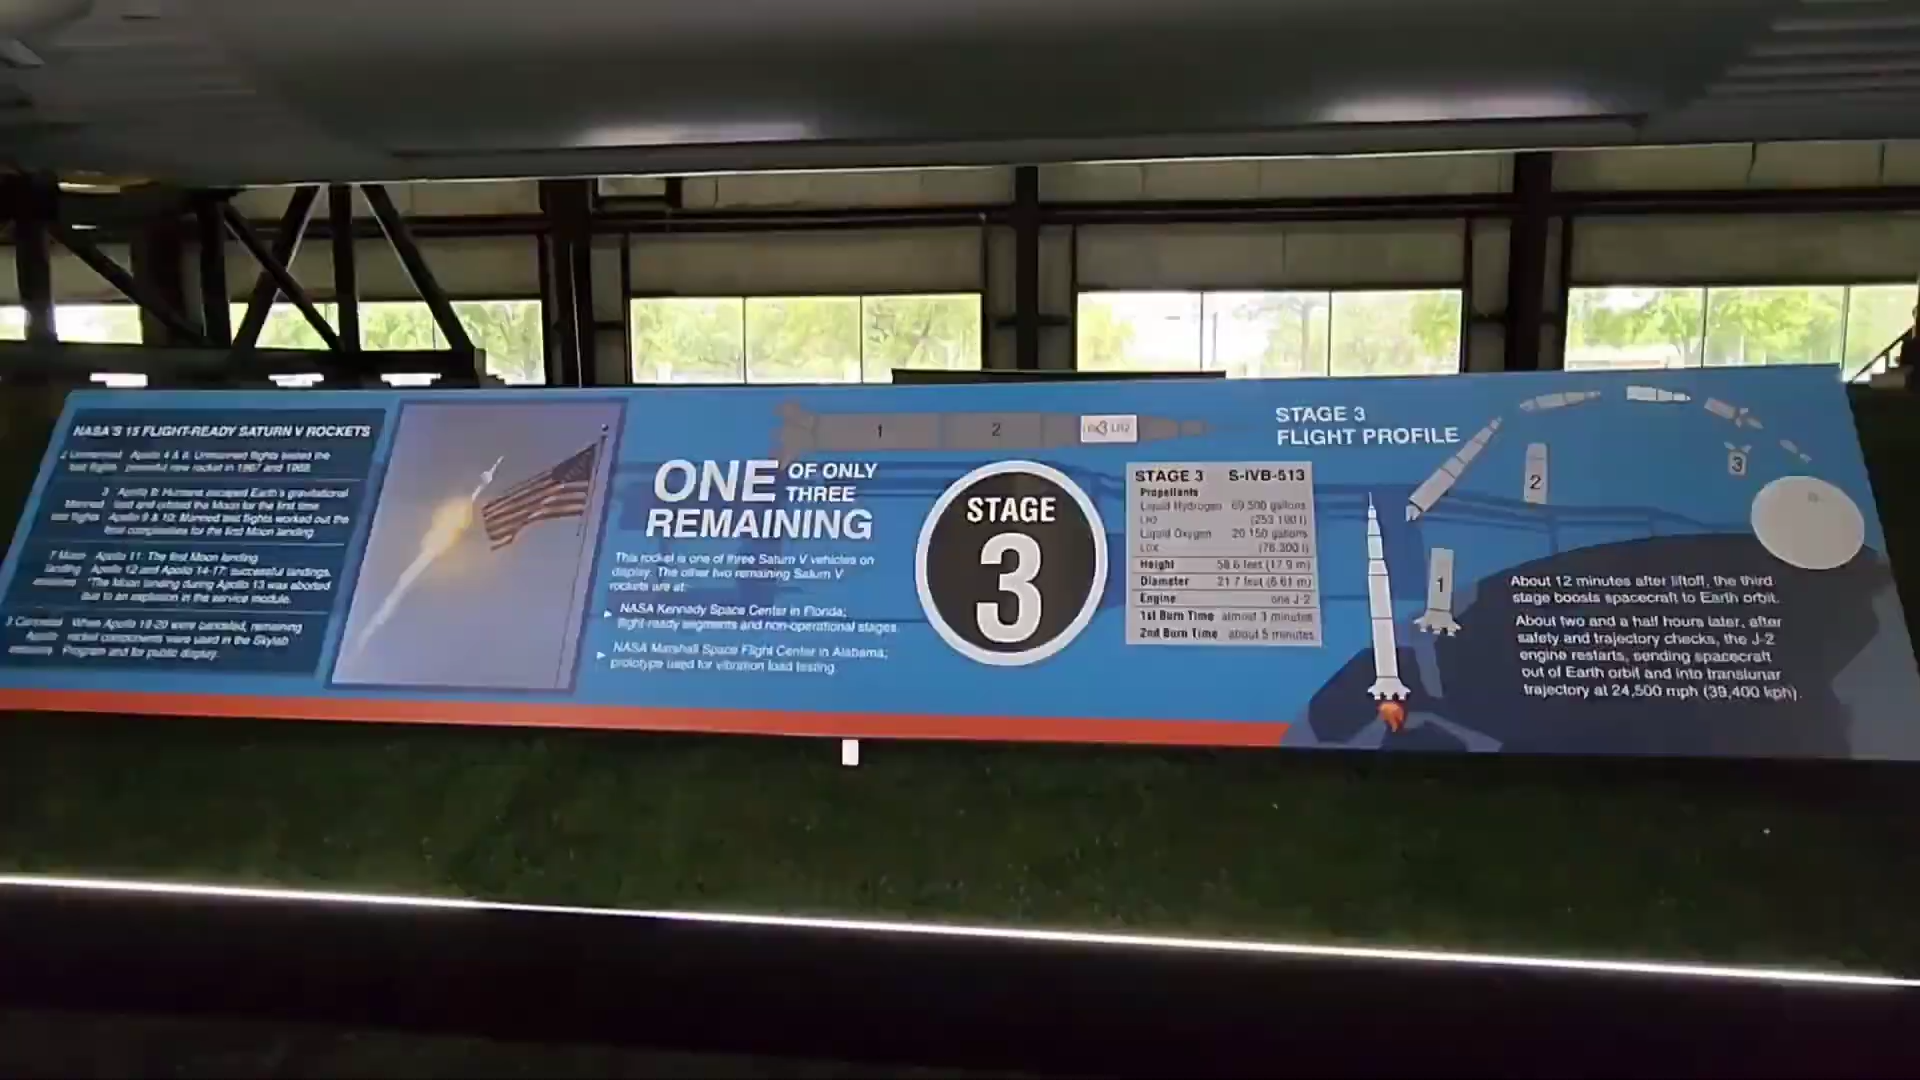 NASA'S 15 FLIGHT-READY SATURN V ROCKETS
2 Unmanned Apollo 4 & 6: Unmanned flights tested the
test flights powerful new rocket in 1967 and 1968.
3 Apollo 8: Humans escaped Earth's gravitational
Manned and orbited the Moon for the first time
test flights Apollo 9 & 10: Manned test flights worked out the
final complexities for the first Moon landing
7 Moon Apollo 11: The first Moon landing
landing Apollo 12 and Apollo 14-17: successful landings.
missions *The Moon landing during Apollo 13 was aborted
due to an explosion in the service module.
3 Canceled When Apollo 18-20 were canceled, remaining
Apollo rocket components were used in the Skylab
missions Program and for public display.
ONE OF ONLY
THREE
REMAINING
This rocket is one of three Saturn V vehicles on
display. The other two remaining Saturn V
rockets are at:
NASA Kennedy Space Center in Florida;
flight-ready segments and non-operational stages.
NASA Marshall Space Flight Center in Alabama;
prototype used for vibration load testing.
1 2 3 LH2
STAGE
3
STAGE 3 S-IVB-513
Propellants
Liquid Hydrogen 69,500 gallons
LH2
Liquid Oxygen 20,150 gallons
LOX (76,300 l)
Height 58.6 feet (17.9 m)
Diameter 21.7 feet (6.61 m)
Engine one J-2
1st Burn Time almost 3 minutes
2nd Burn Time about 5 minutes
STAGE 3
FLIGHT PROFILE
1
2
3
About 12 minutes after liftoff, the third
stage boosts spacecraft to Earth orbit.
About two and a half hours later, after
safety and trajectory checks, the J-2
engine restarts, sending spacecraft
out of Earth orbit and into translunar
trajectory at 24,500 mph (39,400 kph).